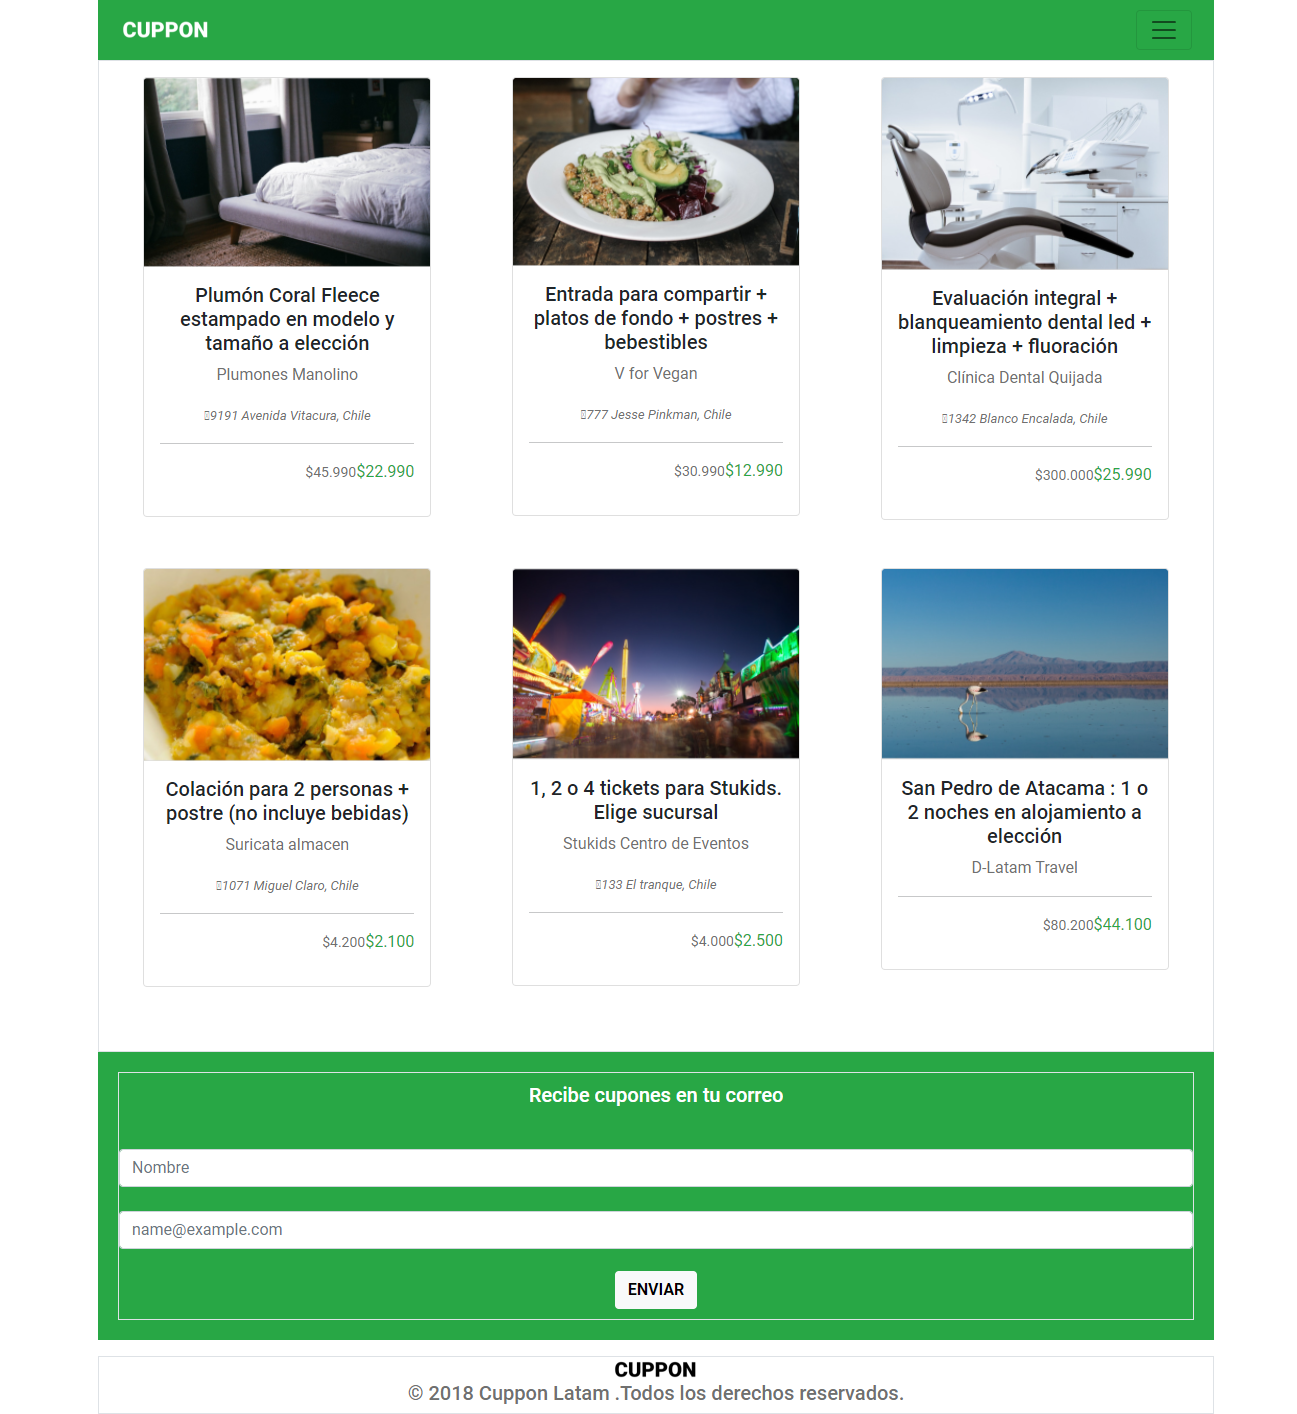 CUPPON
Plumón Coral Fleece
estampado en modelo y
tamaño a elección
Plumones Manolino
9191 Avenida Vitacura, Chile
$45.990$22.990
Entrada para compartir +
platos de fondo + postres +
bebestibles
V for Vegan
777 Jesse Pinkman, Chile
$30.990$12.990
Evaluación integral +
blanqueamiento dental led +
limpieza + fluoración
Clínica Dental Quijada
1342 Blanco Encalada, Chile
$300.000$25.990
Colación para 2 personas +
postre (no incluye bebidas)
Suricata almacen
1071 Miguel Claro, Chile
$4.200$2.100
1, 2 o 4 tickets para Stukids.
Elige sucursal
Stukids Centro de Eventos
133 El tranque, Chile
$4.000$2.500
San Pedro de Atacama : 1 o
2 noches en alojamiento a
elección
D-Latam Travel
$80.200$44.100
Recibe cupones en tu correo
Nombre
name@example.com
ENVIAR
CUPPON
© 2018 Cuppon Latam .Todos los derechos reservados.